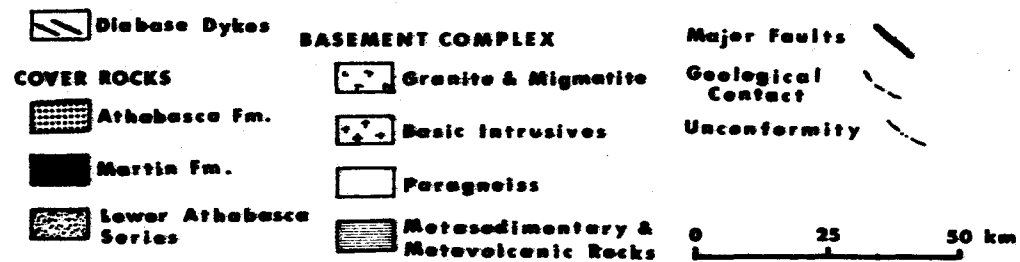 Diabase Dykes
COVER ROCKS
Athabasca Fm.
Martin Fm.
Lower Athabasca
Series
BASEMENT COMPLEX
Granite & Migmatite
Basic Intrusives
Paragneiss
Metasedimentary &
Metavolcanic Rocks
Major Faults
Geological
Contact
Unconformity
0 25 50 km